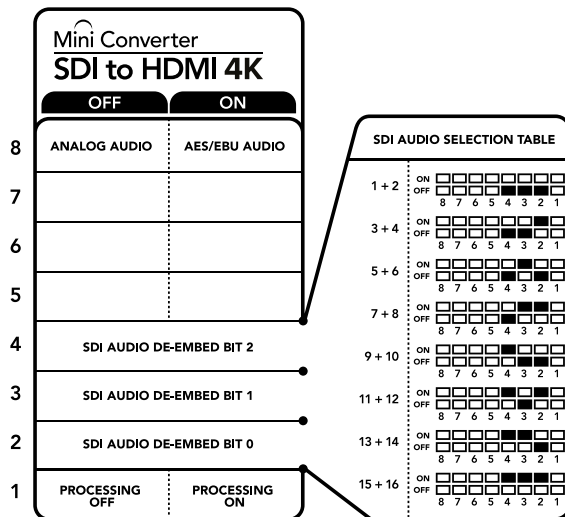 Mini Converter
SDI to HDMI 4K
OFF ON
8 ANALOG AUDIO AES/EBU AUDIO
7
6
5
4 SDI AUDIO DE-EMBED BIT 2
3 SDI AUDIO DE-EMBED BIT 1
2 SDI AUDIO DE-EMBED BIT 0
1 PROCESSING OFF PROCESSING ON
SDI AUDIO SELECTION TABLE
1 + 2 ON
OFF
8 7 6 5 4 3 2 1
3 + 4 ON
OFF
8 7 6 5 4 3 2 1
5 + 6 ON
OFF
8 7 6 5 4 3 2 1
7 + 8 ON
OFF
8 7 6 5 4 3 2 1
9 + 10 ON
OFF
8 7 6 5 4 3 2 1
11 + 12 ON
OFF
8 7 6 5 4 3 2 1
13 + 14 ON
OFF
8 7 6 5 4 3 2 1
15 + 16 ON
OFF
8 7 6 5 4 3 2 1